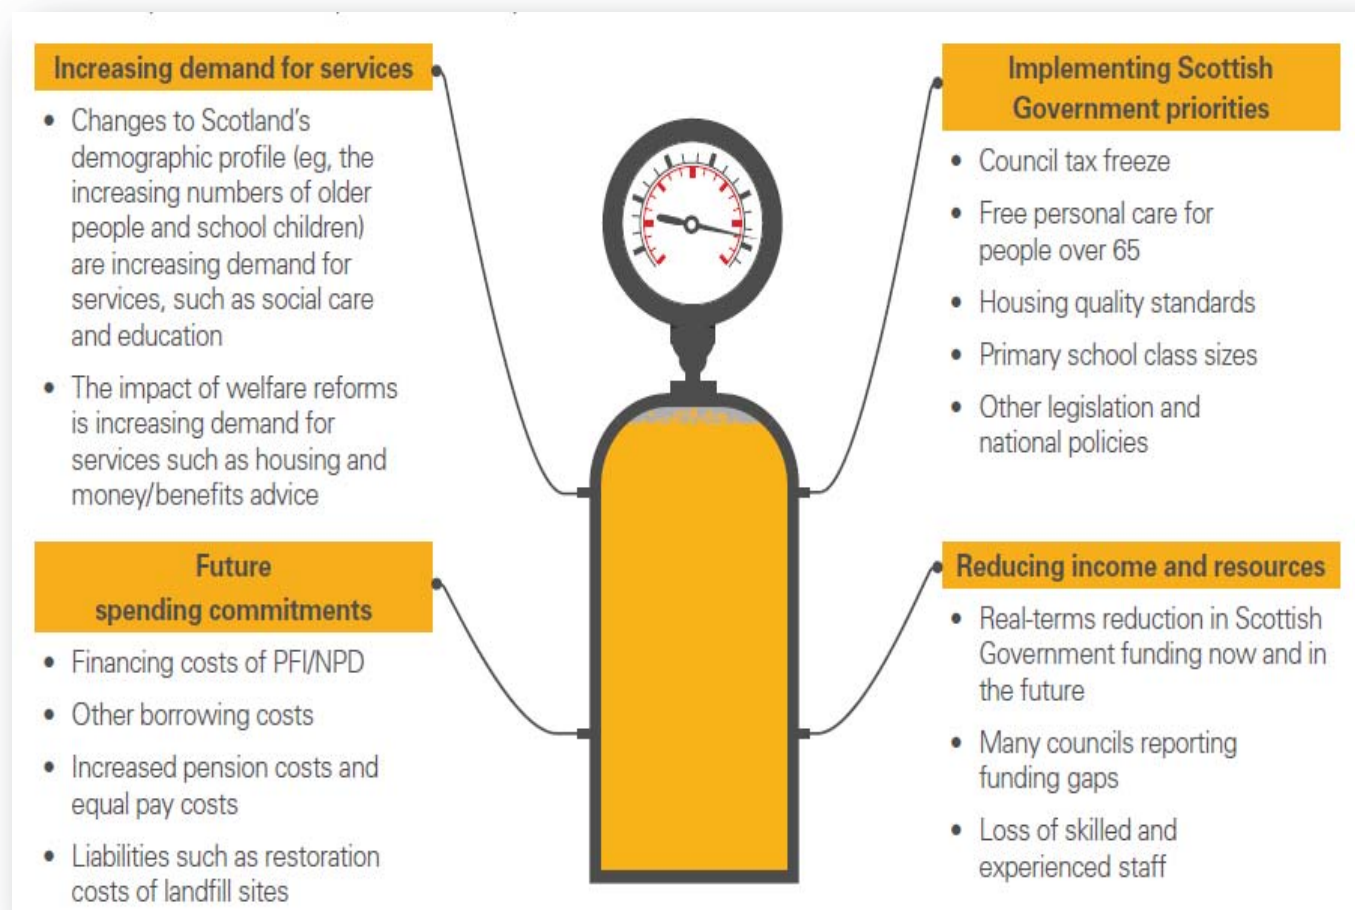 Increasing demand for services
• Changes to Scotland's
demographic profile (eg, the
increasing numbers of older
people and school children)
are increasing demand for
services, such as social care
and education
• The impact of welfare reforms
is increasing demand for
services such as housing and
money/benefits advice
Future
spending commitments
• Financing costs of PFI/NPD
• Other borrowing costs
• Increased pension costs and
equal pay costs
• Liabilities such as restoration
costs of landfill sites
Implementing Scottish
Government priorities
• Council tax freeze
• Free personal care for
people over 65
• Housing quality standards
• Primary school class sizes
• Other legislation and
national policies
Reducing income and resources
• Real-terms reduction in Scottish
Government funding now and in
the future
• Many councils reporting
funding gaps
• Loss of skilled and
experienced staff